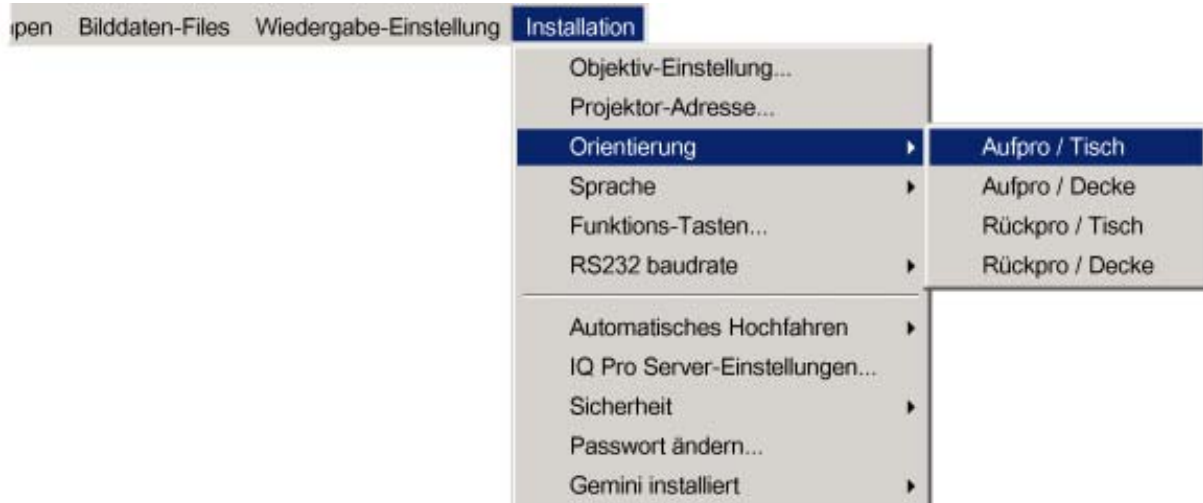 Bilddaten-Files Wiedergabe-Einstellung Installation
Objektiv-Einstellung...
Projektor-Adresse...
Orientierung Aufpro / Tisch
Sprache Aufpro / Decke
Funktions-Tasten... Rückpro / Tisch
RS232 baudrate Rückpro / Decke
Automatisches Hochfahren
IQ Pro Server-Einstellungen...
Sicherheit
Passwort ändern...
Gemini installiert